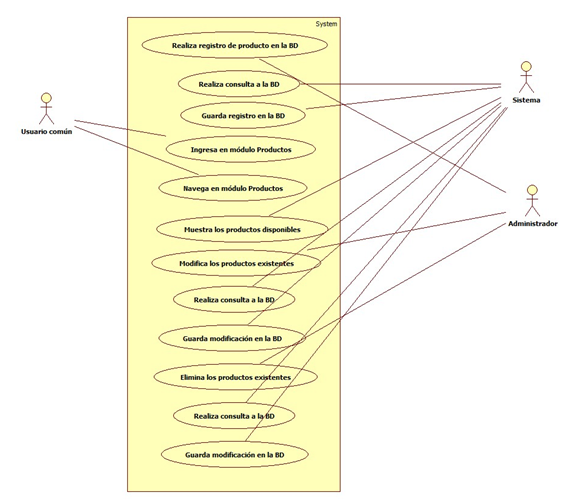 System
Realiza registro de producto en la BD
Realiza consulta a la BD
Guarda registro en la BD
Ingresa en módulo Productos
Navega en módulo Productos
Muestra los productos disponibles
Modifica los productos existentes
Realiza consulta a la BD
Guarda modificación en la BD
Elimina los productos existentes
Realiza consulta a la BD
Guarda modificación en la BD
Usuario común
Sistema
Administrador